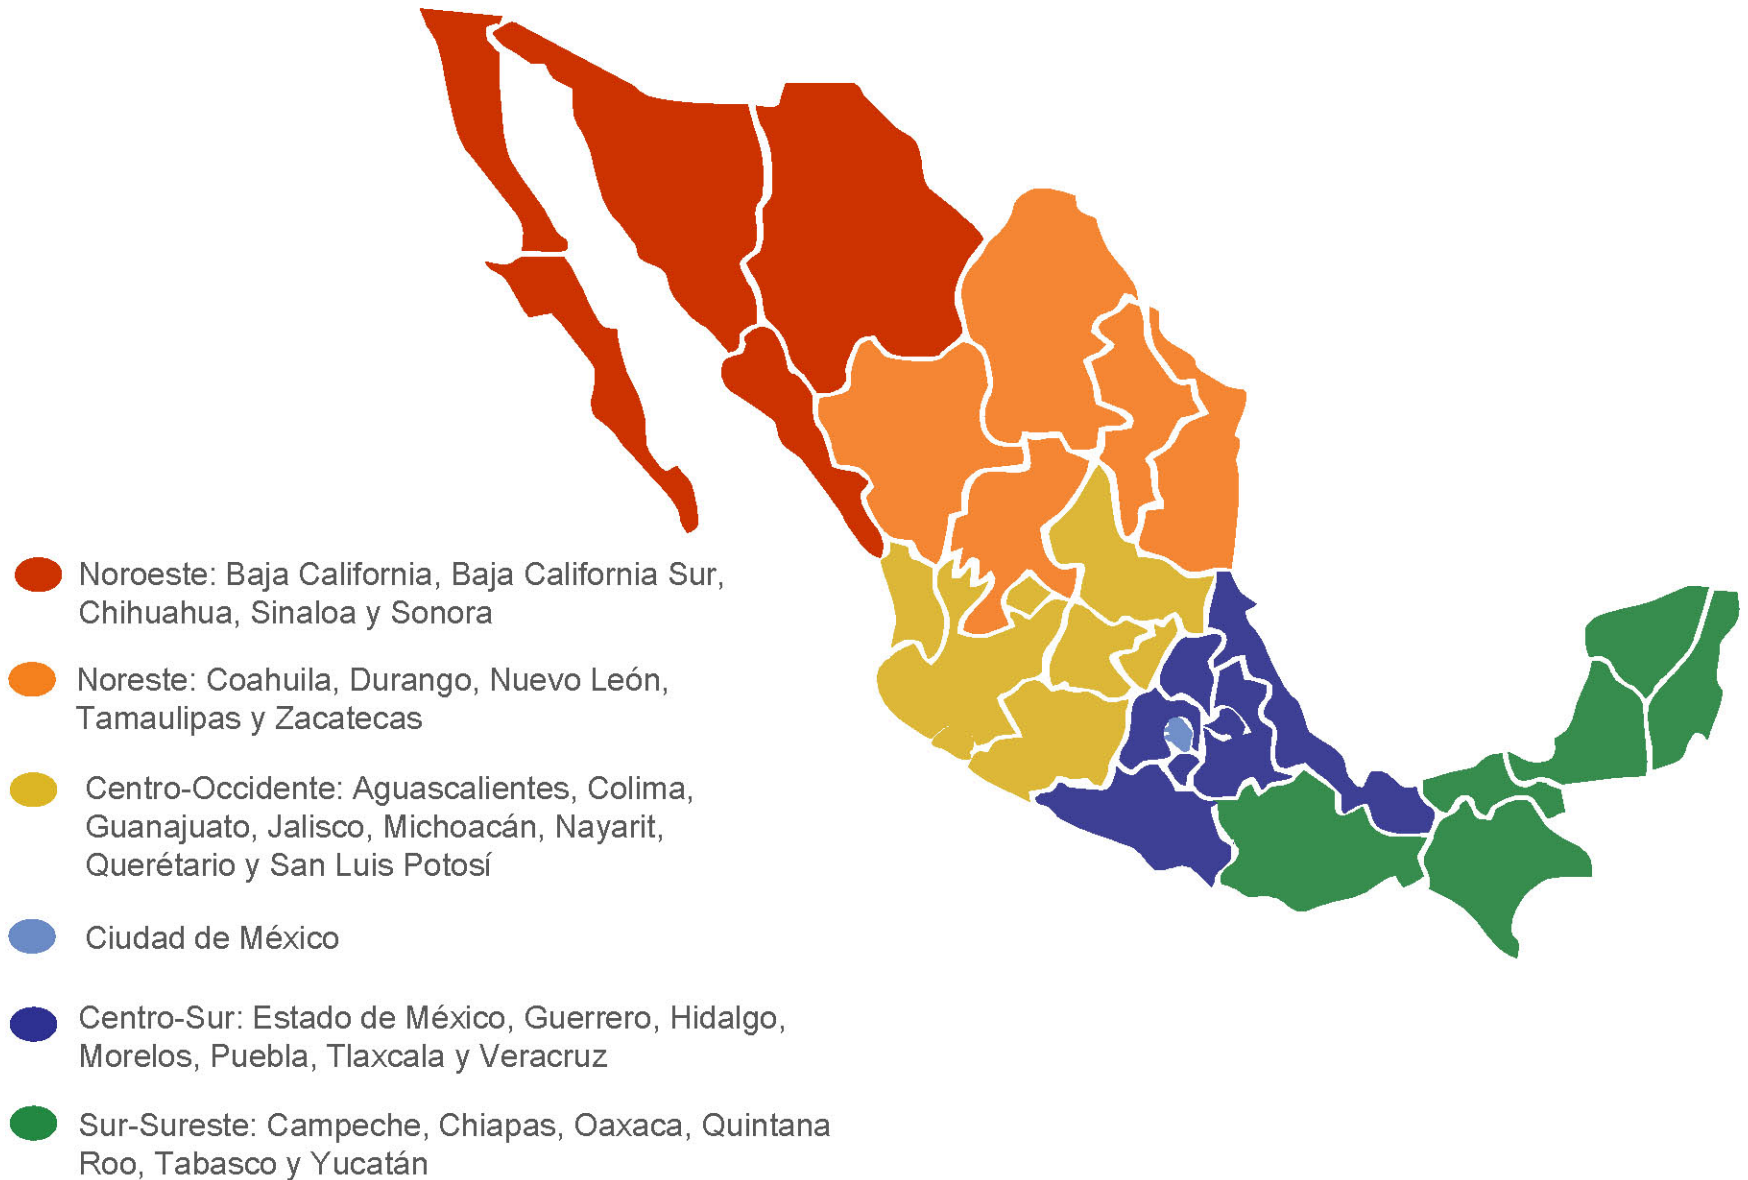 Noroeste: Baja California, Baja California Sur,
Chihuahua, Sinaloa y Sonora
Noreste: Coahuila, Durango, Nuevo León,
Tamaulipas y Zacatecas
Centro-Occidente: Aguascalientes, Colima,
Guanajuato, Jalisco, Michoacán, Nayarit,
Querétario y San Luis Potosí
Ciudad de México
Centro-Sur: Estado de México, Guerrero, Hidalgo,
Morelos, Puebla, Tlaxcala y Veracruz
Sur-Sureste: Campeche, Chiapas, Oaxaca, Quintana
Roo, Tabasco y Yucatán